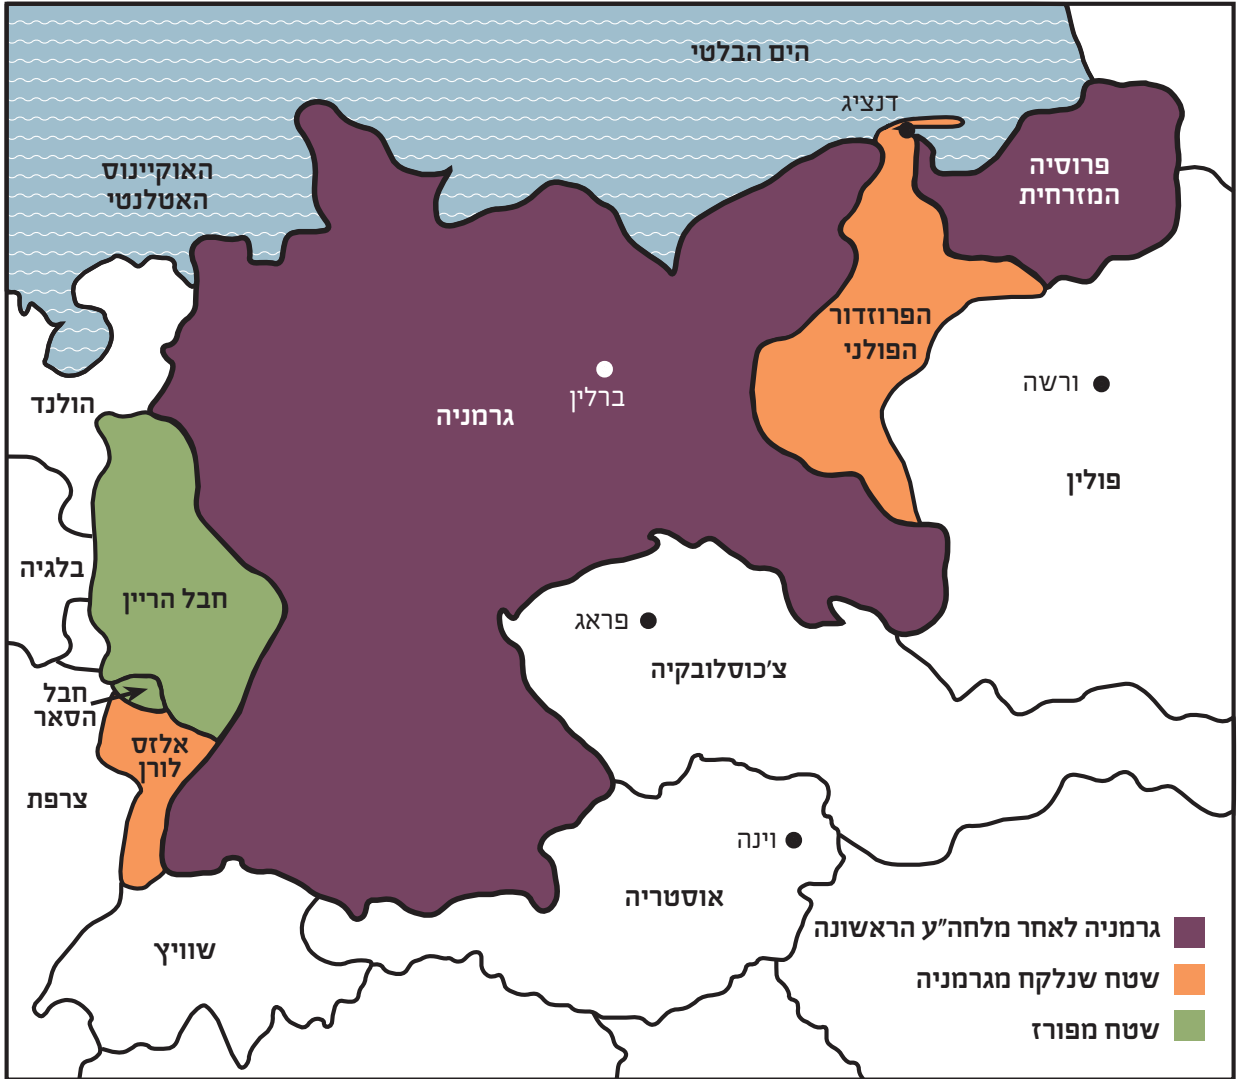 הים הבלטי
דנציג
האוקיינוס
האטלנטי
פרוסיה
המזרחית
הפרוזדור
הפולני
ורשה
ברלין
גרמניה
הולנד
פולין
בלגיה
חבל הריין
פראג
צ'כוסלובקיה
חבל
הסאר
אלזס
לורן
צרפת
וינה
אוסטריה
שוויץ
גרמניה לאחר מלחה"ע הראשונה
שטח שנלקח מגרמניה
שטח מפורז